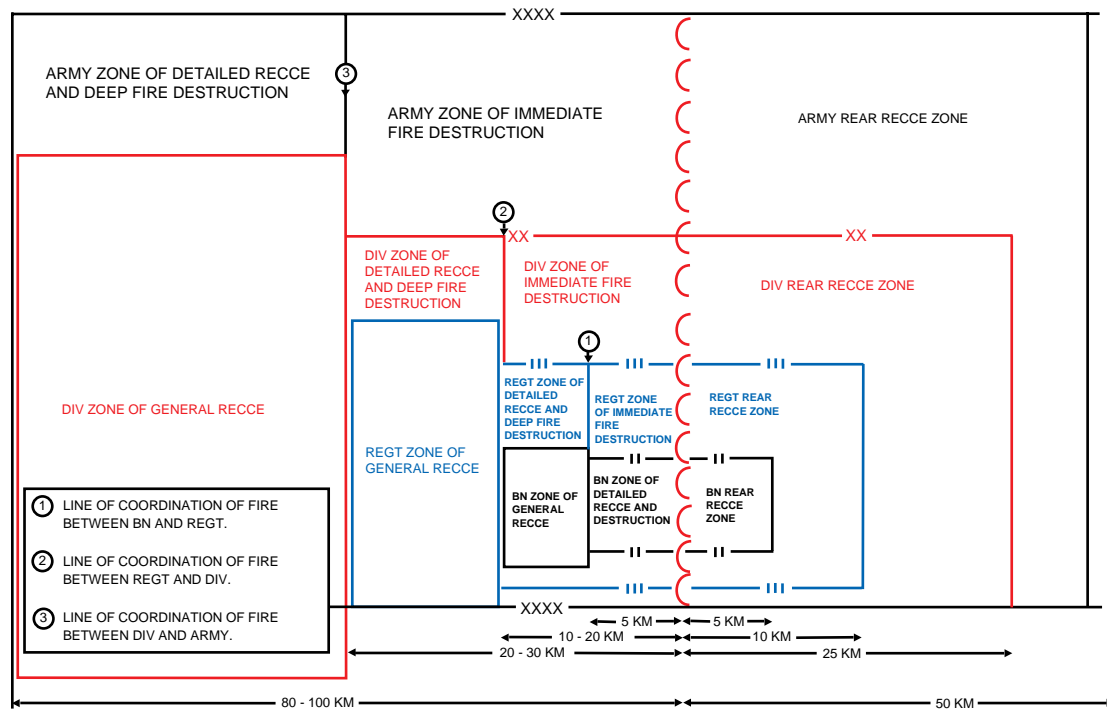 XXXX
ARMY ZONE OF DETAILED RECCE
AND DEEP FIRE DESTRUCTION
3
ARMY ZONE OF IMMEDIATE
FIRE DESTRUCTION
ARMY REAR RECCE ZONE
2
XX
XX
DIV ZONE OF
DETAILED RECCE
AND DEEP FIRE
DESTRUCTION
DIV ZONE OF
IMMEDIATE FIRE
DESTRUCTION
DIV REAR RECCE ZONE
1
III
III
III
DIV ZONE OF GENERAL RECCE
REGT ZONE OF
GENERAL RECCE
REGT ZONE OF
DETAILED
RECCE AND
DEEP FIRE
DESTRUCTION
REGT ZONE
OF IMMEDIATE
FIRE
DESTRUCTION
REGT REAR
RECCE ZONE
II
II
BN ZONE OF
GENERAL
RECCE
BN ZONE OF
DETAILED
RECCE AND
DESTRUCTION
BN REAR
RECCE
ZONE
II
II
III
III
1 LINE OF COORDINATION OF FIRE
BETWEEN BN AND REGT.
2 LINE OF COORDINATION OF FIRE
BETWEEN REGT AND DIV.
3 LINE OF COORDINATION OF FIRE
BETWEEN DIV AND ARMY.
XXXX
5 KM
5 KM
10 - 20 KM
10 KM
20 - 30 KM
25 KM
80 - 100 KM
50 KM